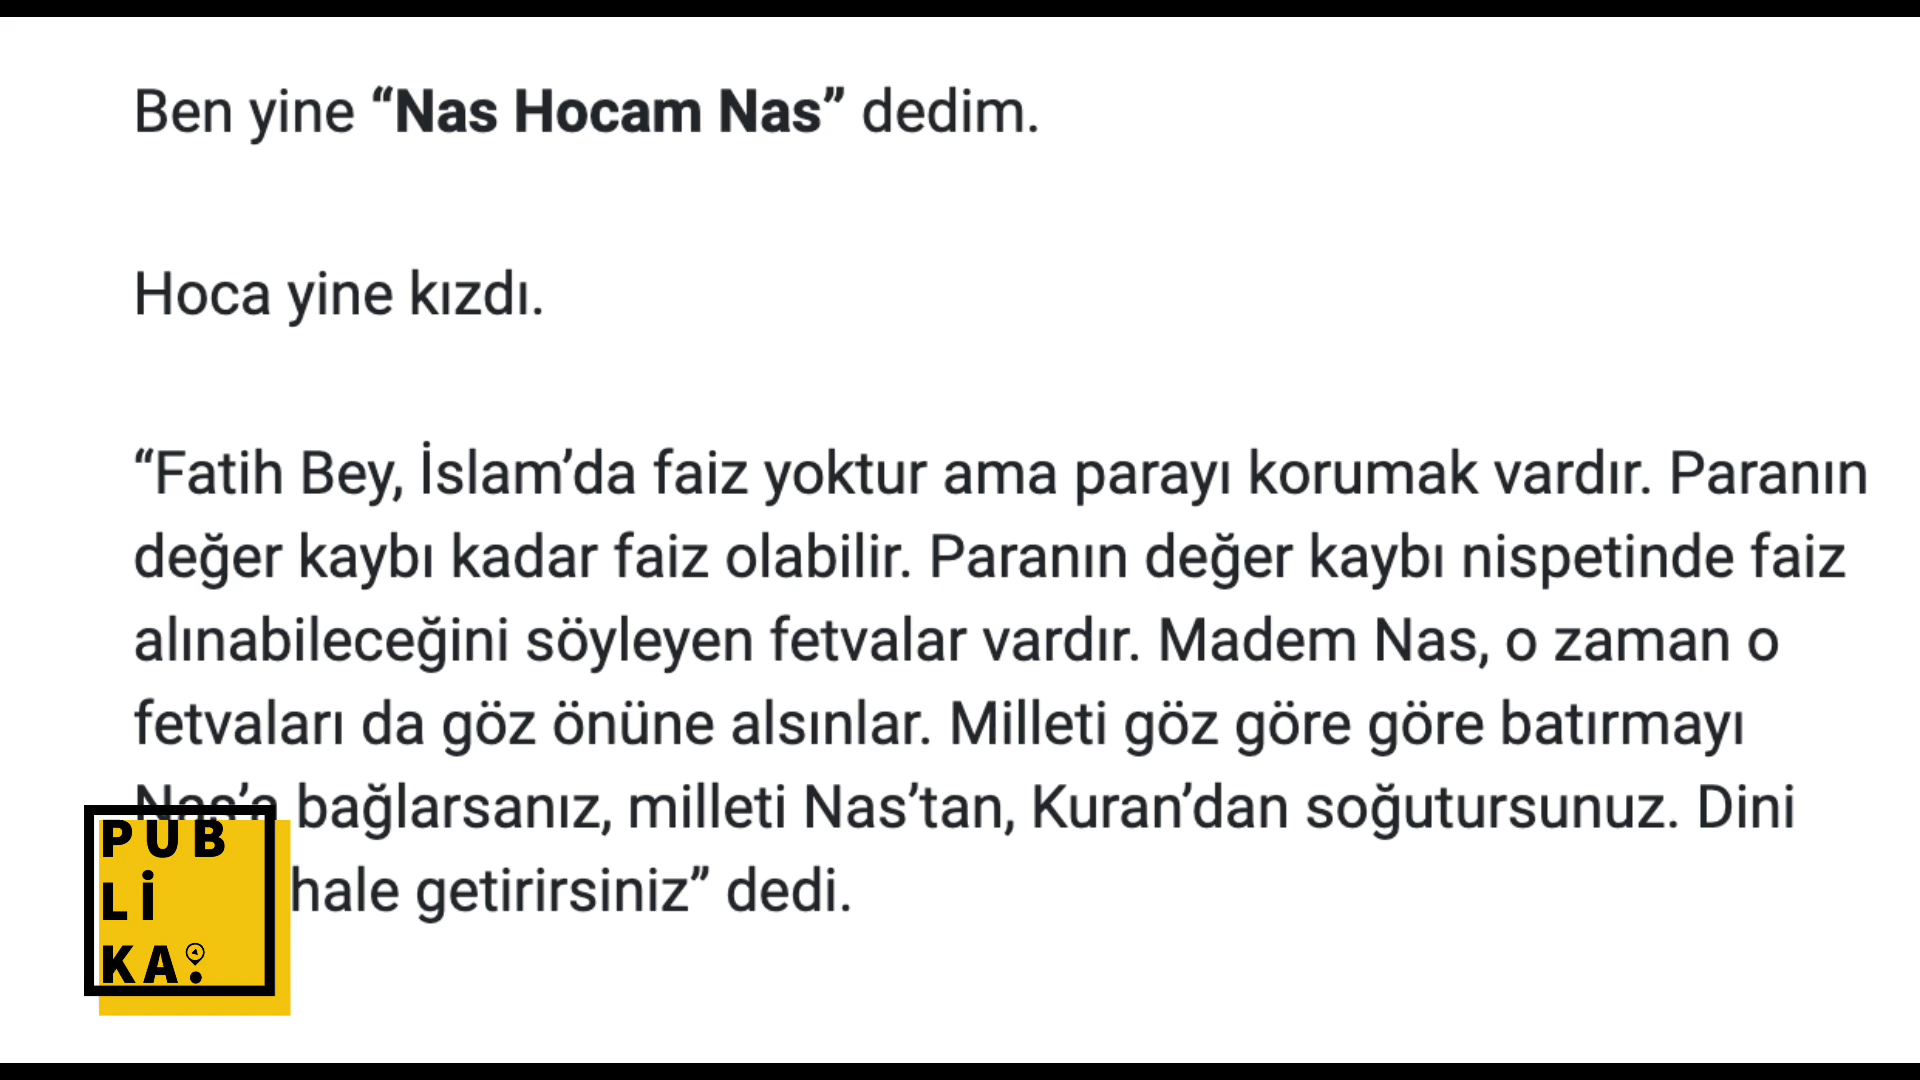 Ben yine “Nas Hocam Nas” dedim.
Hoca yine kızdı.
“Fatih Bey, İslam’da faiz yoktur ama parayı korumak vardır. Paranın
değer kaybı kadar faiz olabilir. Paranın değer kaybı nispetinde faiz
alınabileceğini söyleyen fetvalar vardır. Madem Nas, o zaman o
fetvaları da göz önüne alsınlar. Milleti göz göre göre batırmayı
Nas’a bağlarsanız, milleti Nas’tan, Kuran’dan soğutursunuz. Dini
hale getirirsiniz” dedi.
PUB
Lİ
KA